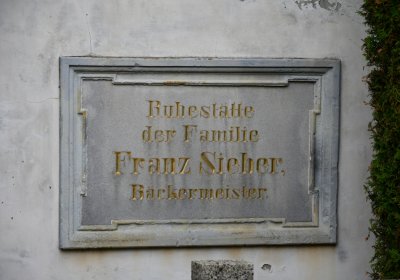 Ruhestätte
der Familie
Franz Sieber,
Bäckermeister.